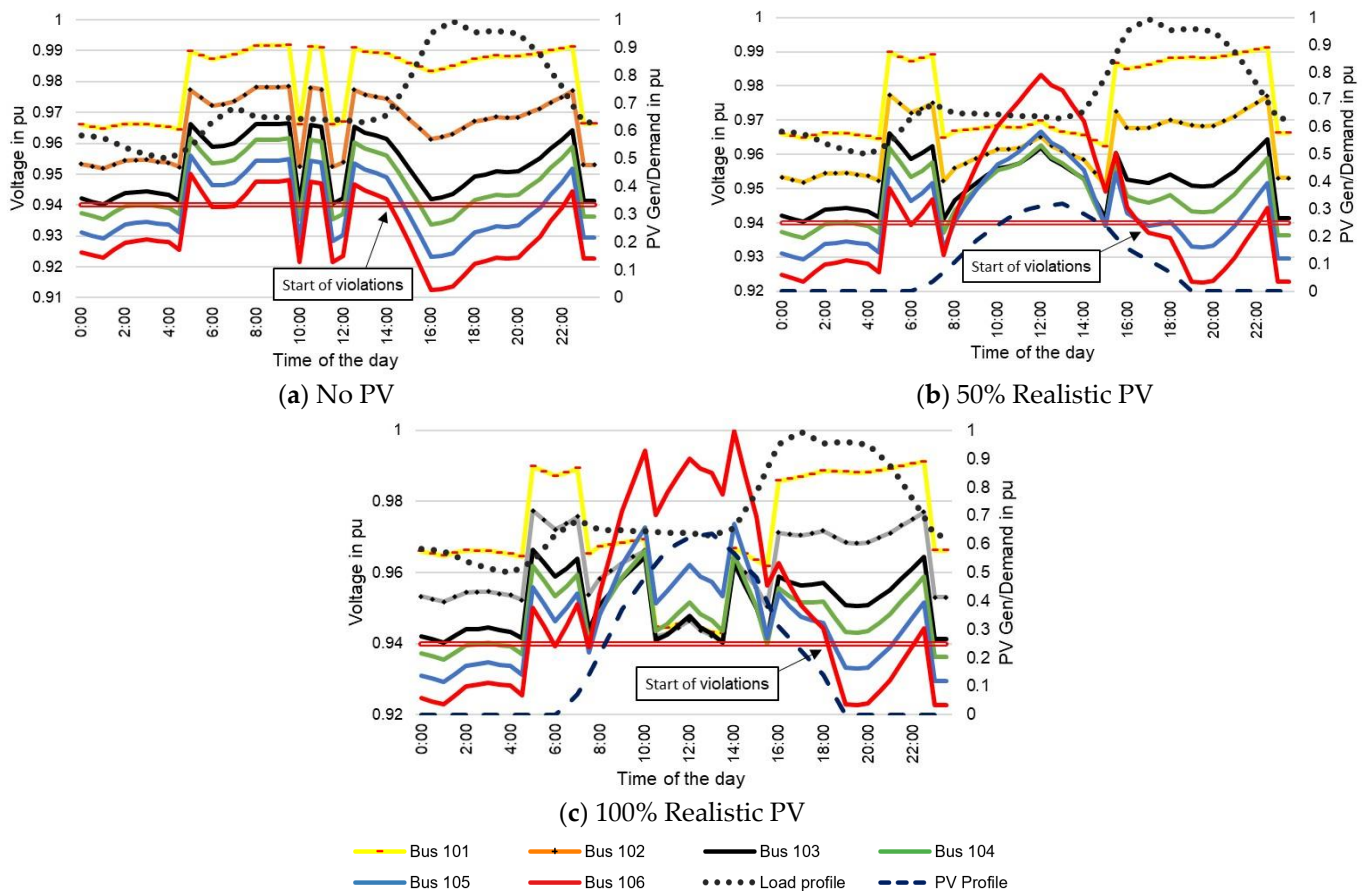 1
0.99
0.98
0.97
0.96
0.95
0.94
0.93
0.92
0.91
Voltage in pu
1
0.9
0.8
0.7
0.6
0.5
0.4
0.3
0.2
0.1
0
PV Gen/Demand in pu
Start of violations
0:00 2:00 4:00 6:00 8:00 10:00 12:00 14:00 16:00 18:00 20:00 22:00
Time of the day
(a) No PV
1
0.99
0.98
0.97
0.96
0.95
0.94
0.93
0.92
Voltage in pu
1
0.9
0.8
0.7
0.6
0.5
0.4
0.3
0.2
0.1
0
PV Gen/Demand in pu
Start of violations
0:00 2:00 4:00 6:00 8:00 10:00 12:00 14:00 16:00 18:00 20:00 22:00
Time of the day
(b) 50% Realistic PV
1
0.98
0.96
0.94
0.92
Voltage in pu
1
0.9
0.8
0.7
0.6
0.5
0.4
0.3
0.2
0.1
0
PV Gen/Demand in pu
Start of violations
0:00 2:00 4:00 6:00 8:00 10:00 12:00 14:00 16:00 18:00 20:00 22:00
Time of the day
(c) 100% Realistic PV
Bus 101 Bus 102 Bus 103 Bus 104
Bus 105 Bus 106 Load profile PV Profile